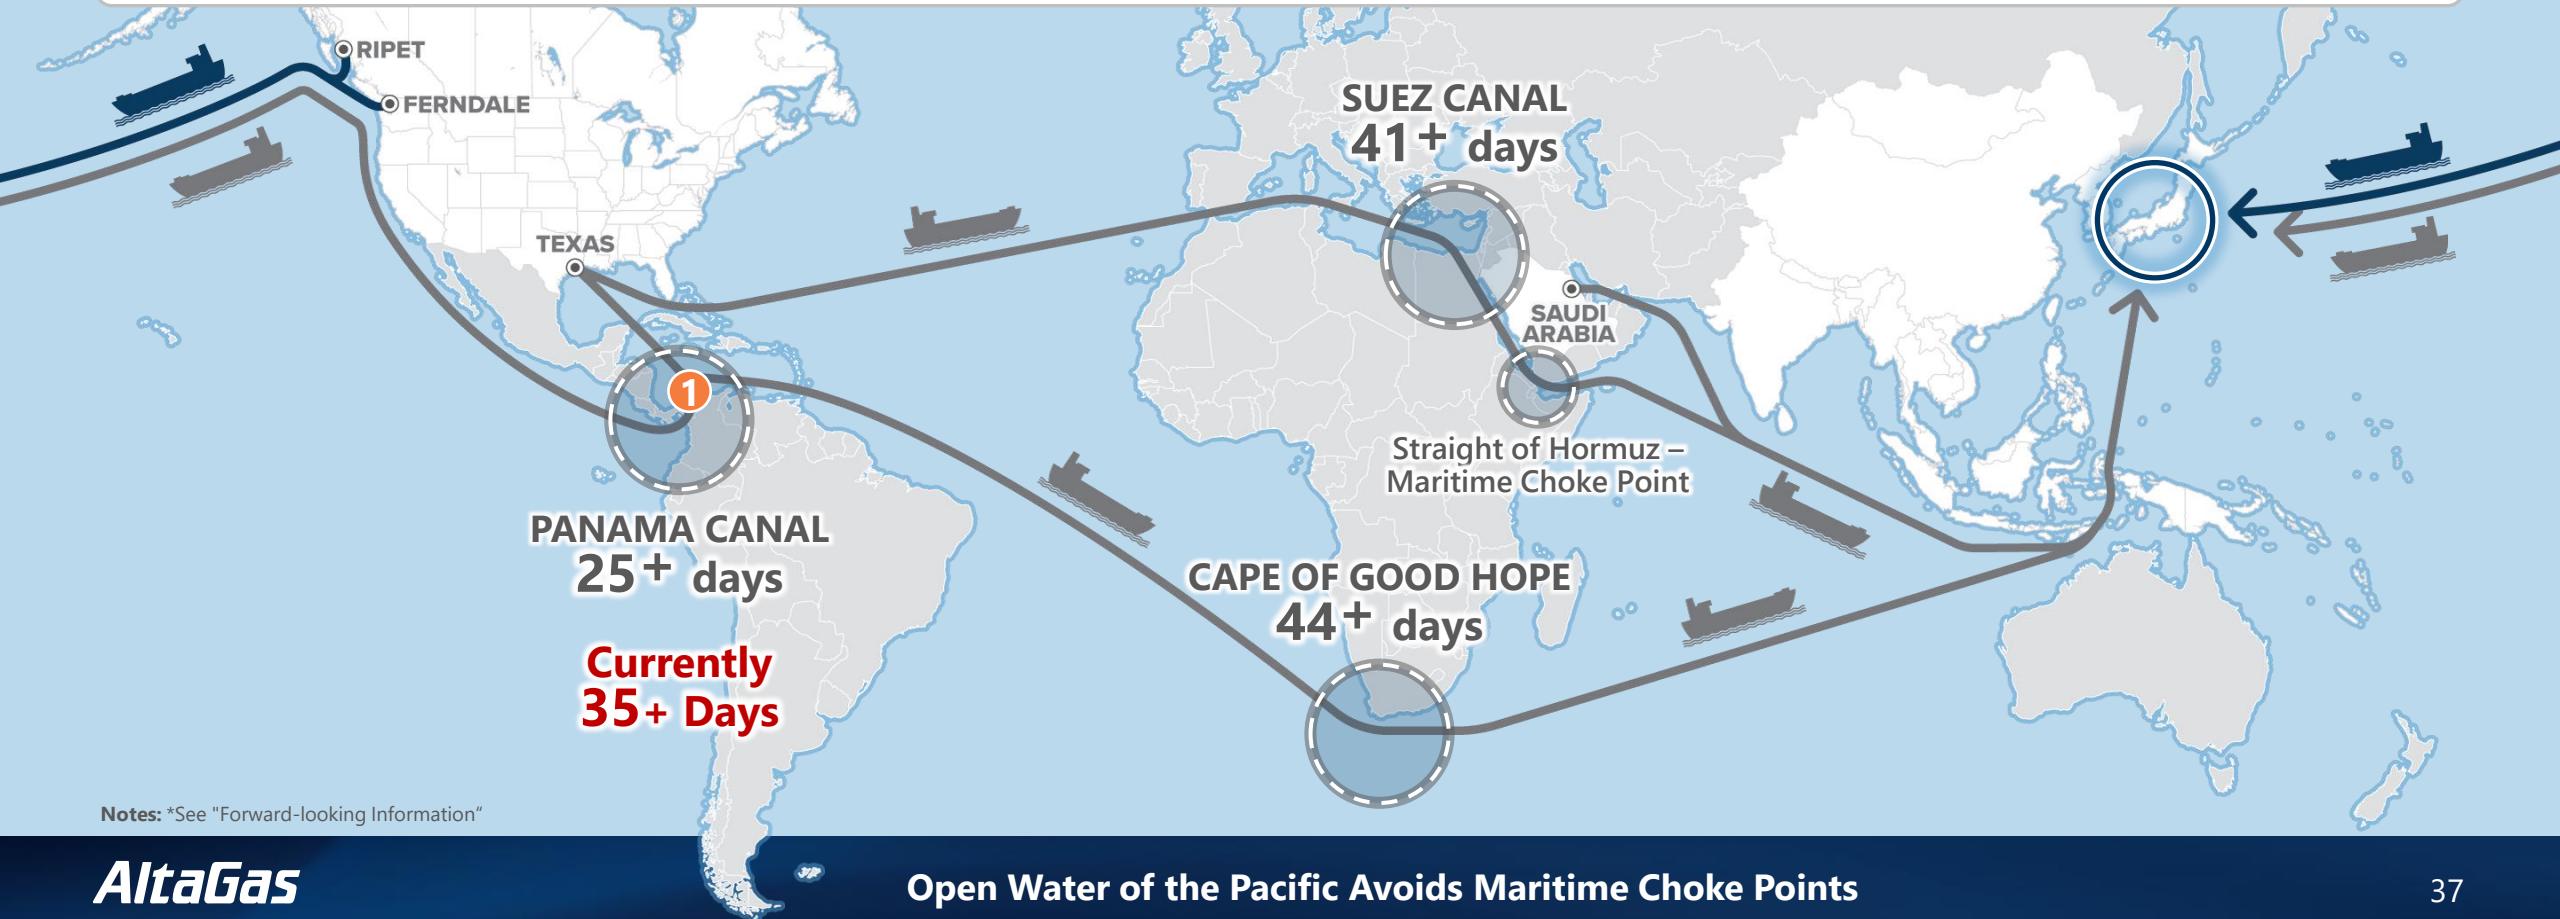 RIPET
FERNDALE
TEXAS
SUEZ CANAL
41+ days
SAUDI
ARABIA
1
Straight of Hormuz –
Maritime Choke Point
PANAMA CANAL
25+ days
Currently
35+ Days
CAPE OF GOOD HOPE
44+ days
Notes: *See "Forward-looking Information“
AltaGas
Open Water of the Pacific Avoids Maritime Choke Points
37